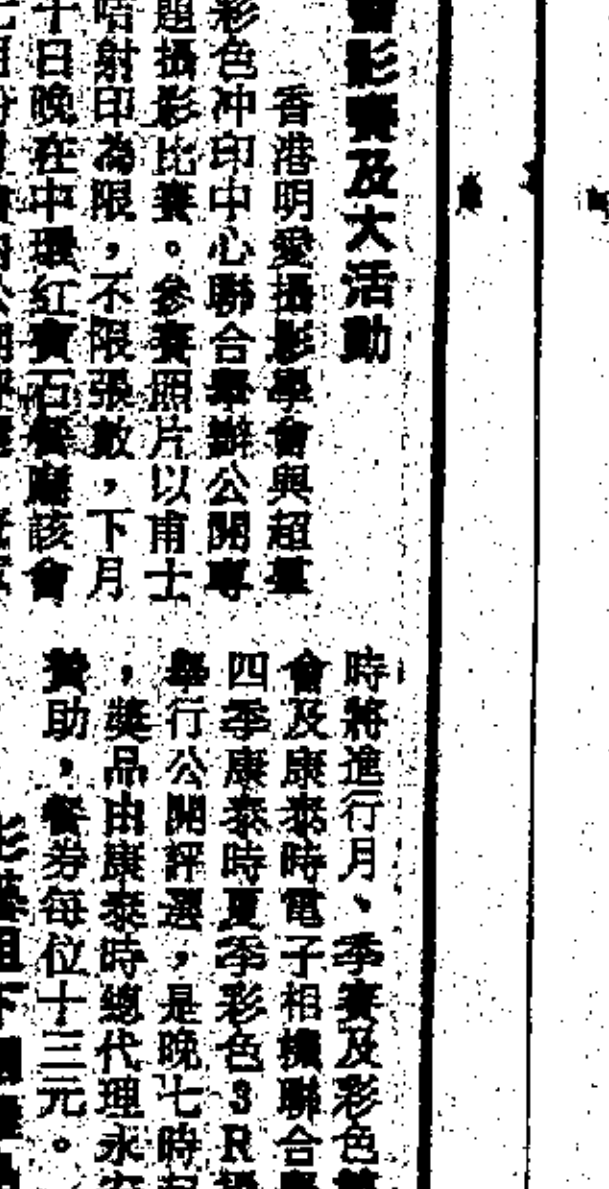 影賽及大活動
香港明愛攝影學會與超羣
彩色冲印中心聯合舉辦公開專
題攝影比賽。參賽照片以甫士
咭射印為限，不限張數，下月
十日晚在中環紅寶石餐廳該會
時將進行月、季賽及彩色
會及康泰時電子相機聯合
四季康泰時夏季彩色3R
舉行公開評選，是晚七時
，獎品由康泰時總代理永
贊助，餐券每位十三元。